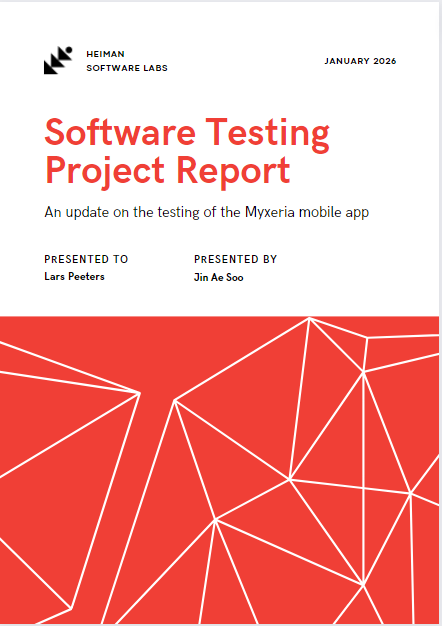 HEIMAN
SOFTWARE LABS
JANUARY 2026
Software Testing
Project Report
An update on the testing of the Myxeria mobile app
PRESENTED TO
Lars Peeters
PRESENTED BY
Jin Ae Soo